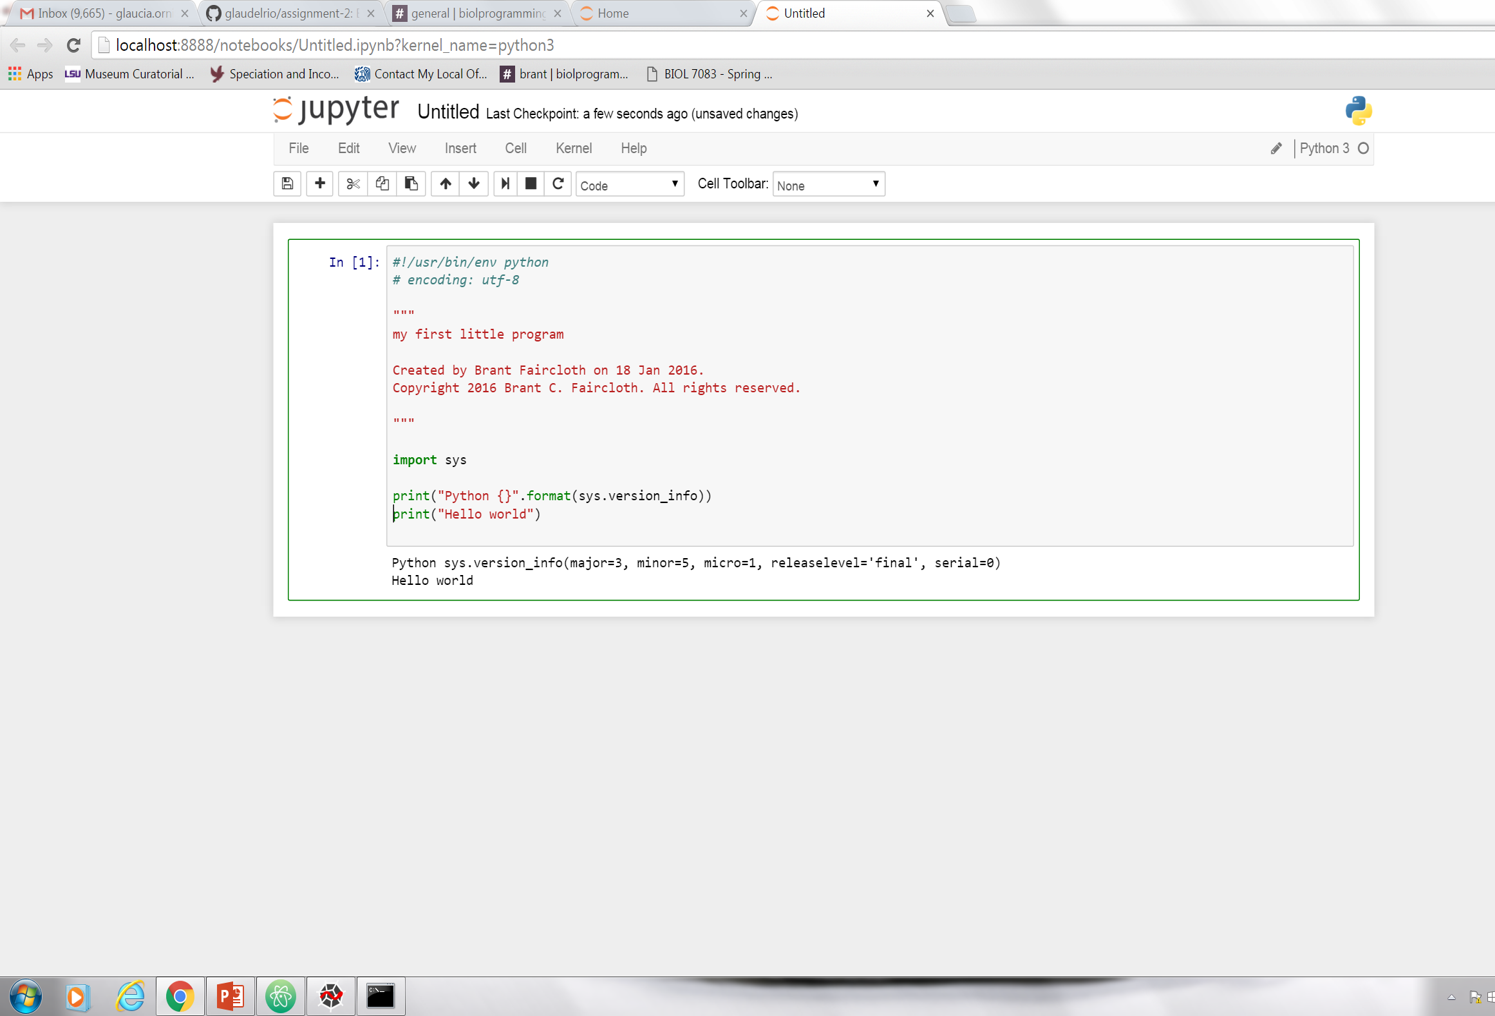 Inbox (9,665) - glaucia.orn
glaudelrio/assignment-2:
general | biolprogramming
Home
Untitled
localhost:8888/notebooks/Untitled.ipynb?kernel_name=python3
Apps
LSU Museum Curatorial ...
Speciation and Inco...
Contact My Local Of...
# brant | biolprogram...
BIOL 7083 - Spring ...
jupyter Untitled Last Checkpoint: a few seconds ago (unsaved changes)
File Edit View Insert Cell Kernel Help
Python 3
Code
Cell Toolbar: None
In [1]:
#!/usr/bin/env python
# encoding: utf-8
"""
my first little program
Created by Brant Faircloth on 18 Jan 2016.
Copyright 2016 Brant C. Faircloth. All rights reserved.
"""
import sys
print("Python {}".format(sys.version_info))
print("Hello world")
Python sys.version_info(major=3, minor=5, micro=1, releaselevel='final', serial=0)
Hello world